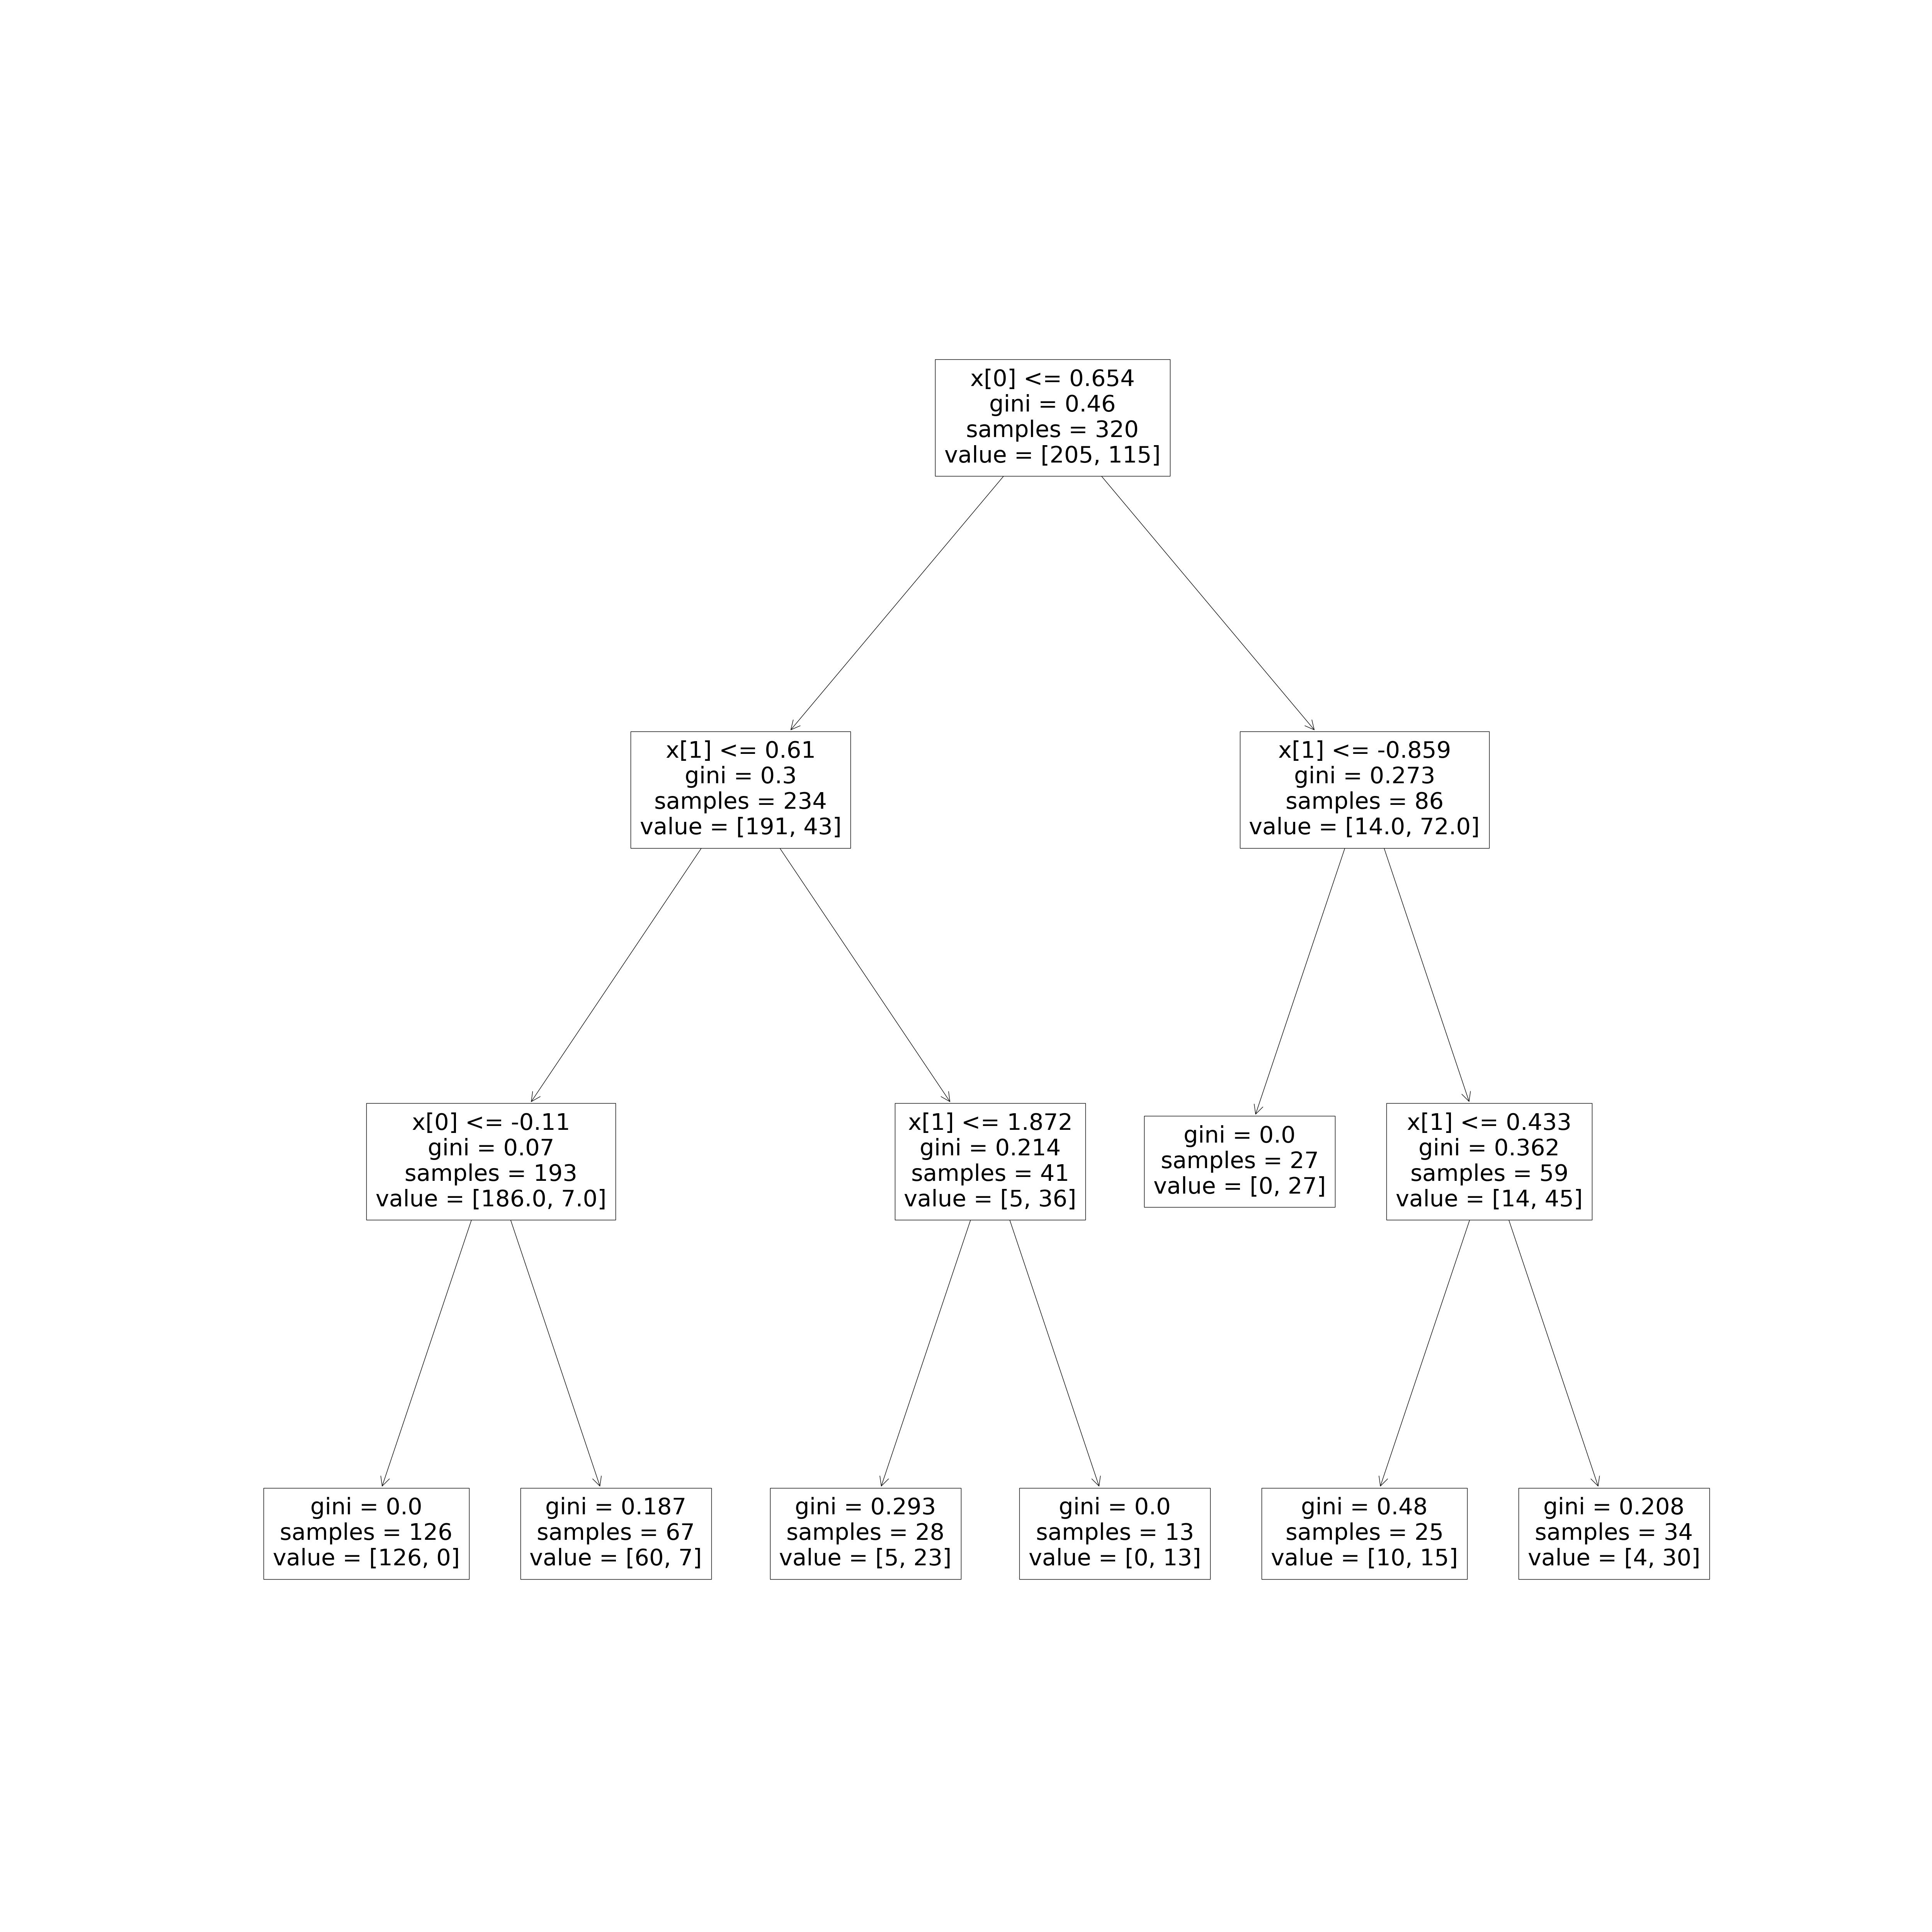 x[0] <= 0.654
gini = 0.46
samples = 320
value = [205, 115]
x[1] <= 0.61
gini = 0.3
samples = 234
value = [191, 43]
x[1] <= -0.859
gini = 0.273
samples = 86
value = [14.0, 72.0]
x[0] <= -0.11
gini = 0.07
samples = 193
value = [186.0, 7.0]
x[1] <= 1.872
gini = 0.214
samples = 41
value = [5, 36]
gini = 0.0
samples = 27
value = [0, 27]
x[1] <= 0.433
gini = 0.362
samples = 59
value = [14, 45]
gini = 0.0
samples = 126
value = [126, 0]
gini = 0.187
samples = 67
value = [60, 7]
gini = 0.293
samples = 28
value = [5, 23]
gini = 0.0
samples = 13
value = [0, 13]
gini = 0.48
samples = 25
value = [10, 15]
gini = 0.208
samples = 34
value = [4, 30]